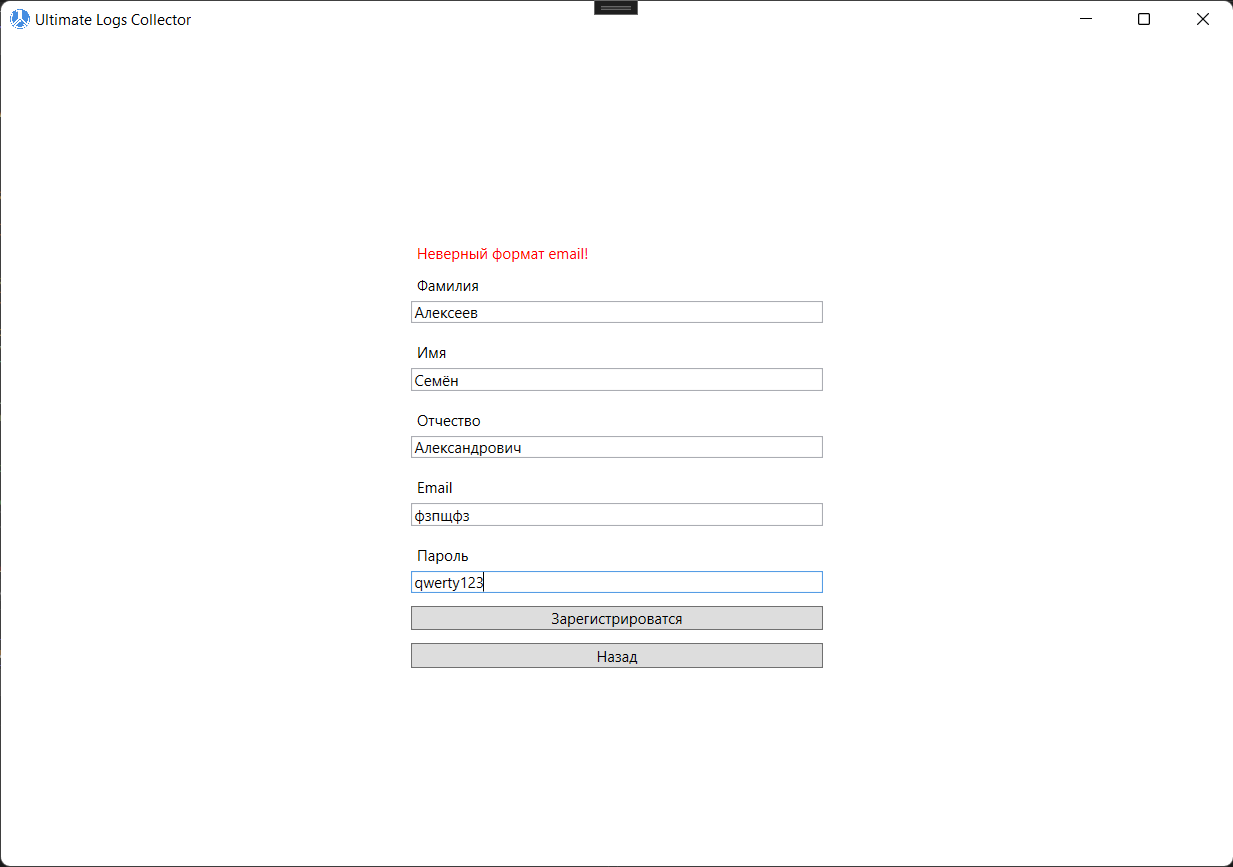 Ultimate Logs Collector
Неверный формат email!
Фамилия
Алексеев
Имя
Семён
Отчество
Александрович
Email
фзпщфз
Пароль
qwerty123
Зарегистрироватся
Назад